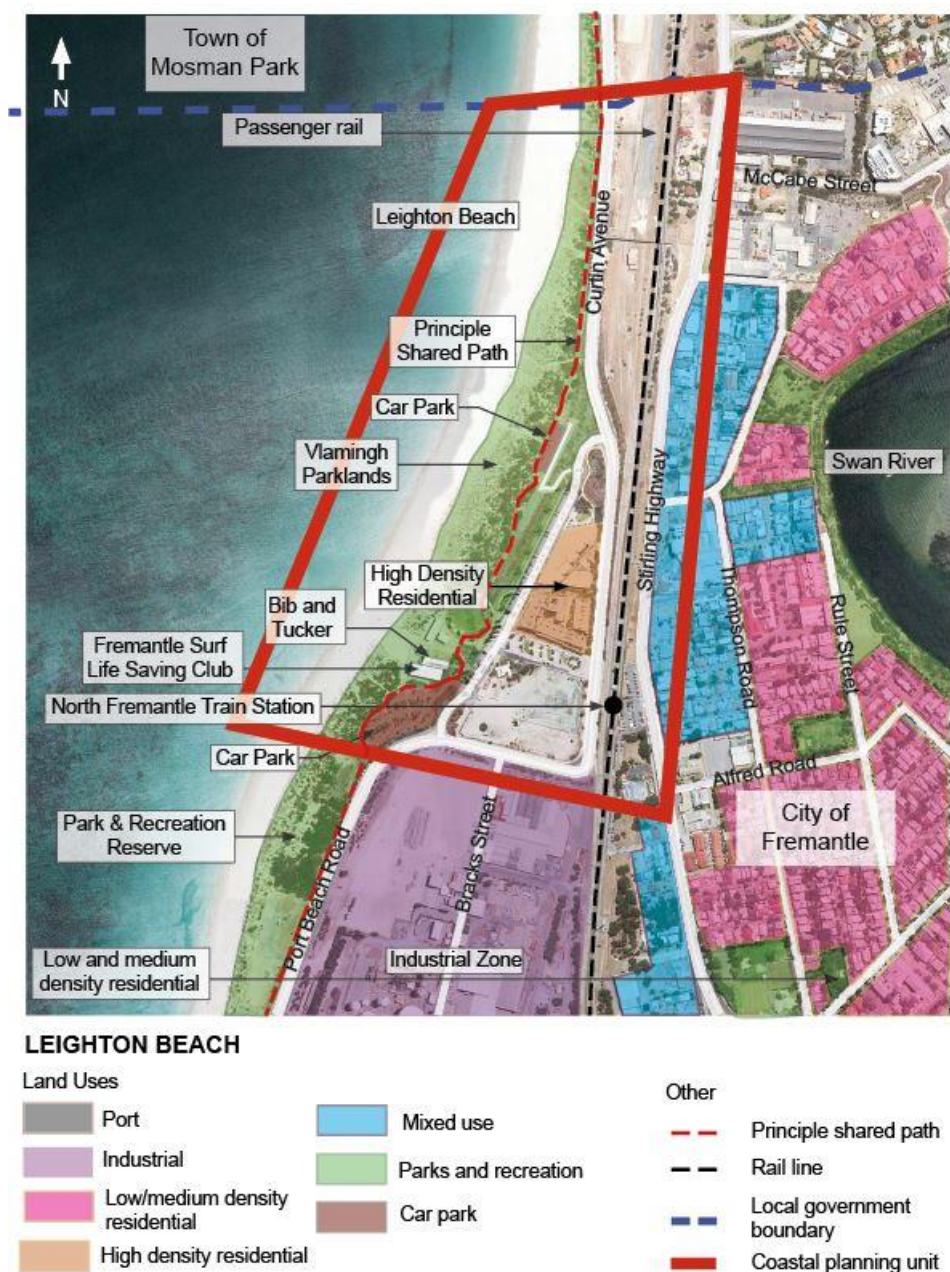 Town of
Mosman Park
N
Passenger rail
McCabe Street
Leighton Beach
Curtin Avenue
Principle
Shared Path
Car Park
Vlamingh
Parklands
Swan River
Stirling Highway
High Density
Residential
Bib and
Tucker
Thompson Road
Rule Street
Fremantle Surf
Life Saving Club
North Fremantle Train Station
Car Park
Alfred Road
Park & Recreation
Reserve
City of
Fremantle
Bracks Street
Port Beach Road
Low and medium
density residential
Industrial Zone
LEIGHTON BEACH
Land Uses
Port
Industrial
Low/medium density
residential
High density residential
Mixed use
Parks and recreation
Car park
Other
Principle shared path
Rail line
Local government
boundary
Coastal planning unit